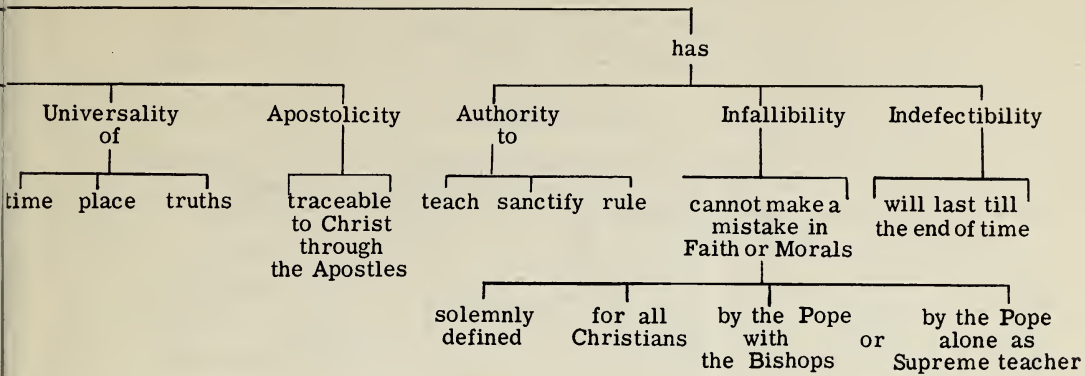 has
Universality
of
time place truths
Apostolicity
traceable
to Christ
through
the Apostles
Authority
to
teach sanctify rule
Infallibility
cannot make a
mistake in
Faith or Morals
solemnly
defined
for all
Christians
by the Pope
with
the Bishops
or
by the Pope
alone as
Supreme teacher
Indefectibility
will last till
the end of time